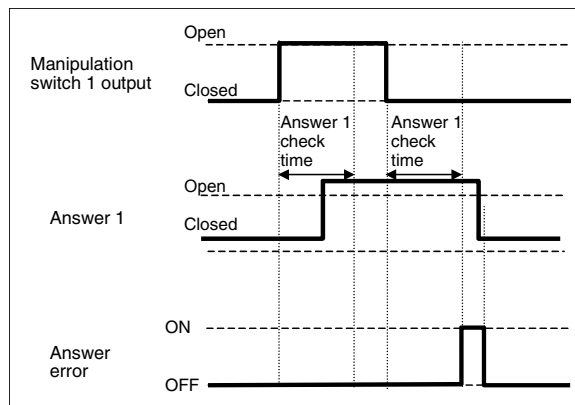 Open
Manipulation
switch 1 output
Closed
Answer 1
check
time
Answer 1
check
time
Open
Answer 1
Closed
ON
Answer
error
OFF